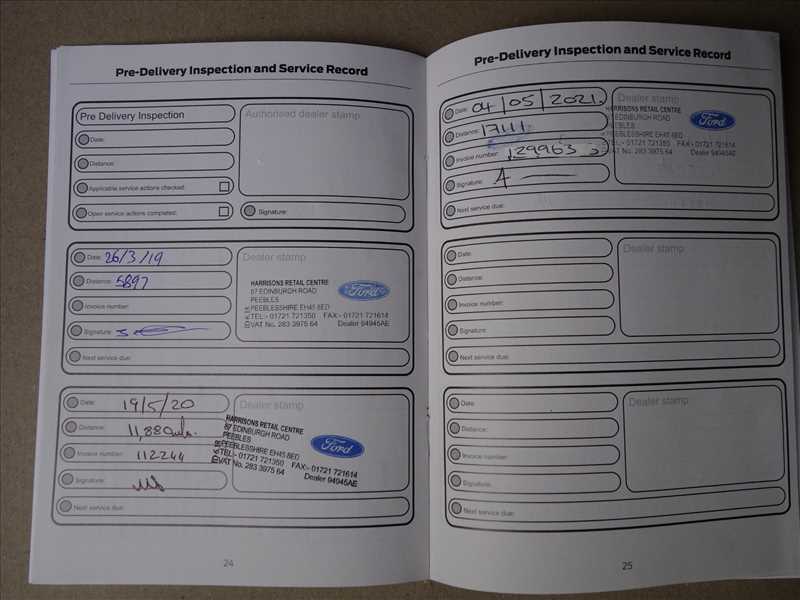 Pre-Delivery Inspection and Service Record
Pre Delivery Inspection
Authorised dealer stamp
Date:
Distance:
Applicable service actions checked:
Open service actions completed:
Signature:
Date: 26/3/19
Distance: 5897
Invoice number:
Signature:
Next service due:
Dealer stamp
HARRISONS RETAIL CENTRE
87 EDINBURGH ROAD
PEEBLES
PEEBLESSHIRE EH45 8ED
TEL:- 01721 721350 FAX:- 01721 721614
VAT No. 283 3975 64 Dealer 94945AE
Ford
Date: 19/5/20
Distance: 11,880 mls.
Invoice number: 112244
Signature:
Next service due:
Dealer stamp
HARRISONS RETAIL CENTRE
87 EDINBURGH ROAD
PEEBLES
PEEBLESSHIRE EH45 8ED
TEL:- 01721 721350 FAX:- 01721 721614
VAT No. 283 3975 64 Dealer 94945AE
Ford
24
Pre-Delivery Inspection and Service Record
Date: 04/05/2021.
Distance: 17111
Invoice number: 129963
Signature:
Next service due:
Dealer stamp
HARRISONS RETAIL CENTRE
87 EDINBURGH ROAD
PEEBLES
PEEBLESSHIRE EH45 8ED
TEL:- 01721 721350 FAX:- 01721 721614
VAT No. 283 3975 64 Dealer 94945AE
Ford
Date:
Distance:
Invoice number:
Signature:
Next service due:
Dealer stamp
Date:
Distance:
Invoice number:
Signature:
Next service due:
Dealer stamp
25